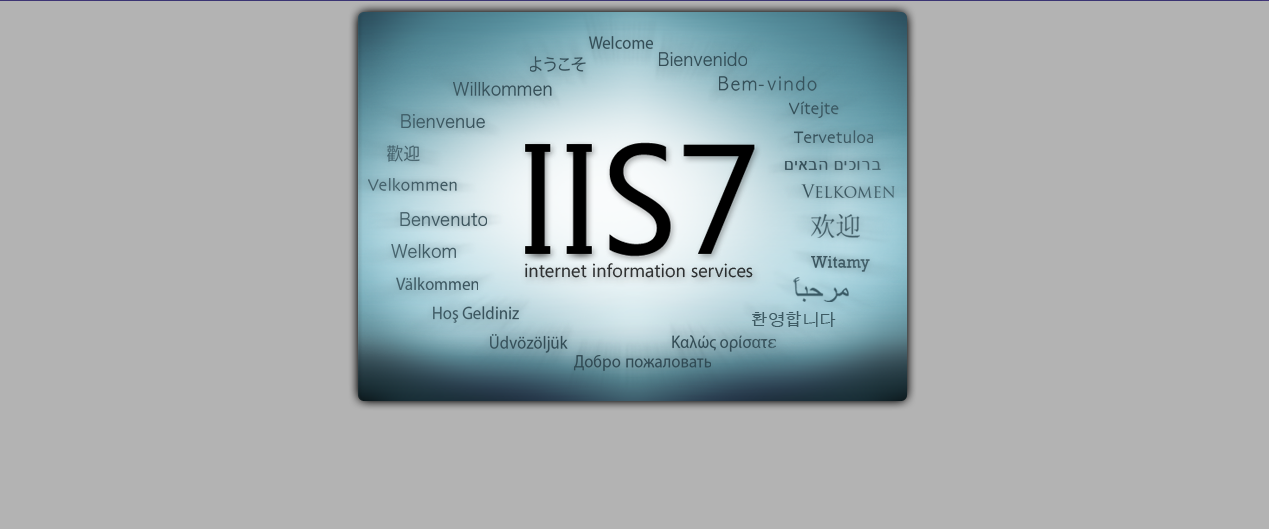 Welcome
ようこそ
Bienvenido
Willkommen
Bem-vindo
Vítejte
Bienvenue
Tervetuloa
歡迎
ברוכים הבאים
Velkommen
VELKOMEN
Benvenuto
欢迎
Welkom
Witamy
Välkommen
مرحباً
Hoş Geldiniz
환영합니다
Üdvözöljük
Καλώς ορίσατε
Добро пожаловать
IIS7
internet information services